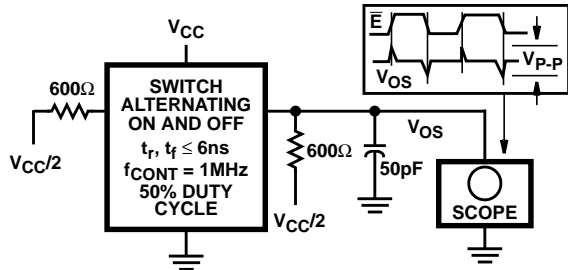 E̅
V_OS
V_P-P
V_CC
600Ω
V_CC/2
SWITCH
ALTERNATING
ON AND OFF
t_r, t_f ≤ 6ns
f_CONT = 1MHz
50% DUTY
CYCLE
600Ω
V_CC/2
50pF
V_OS
SCOPE